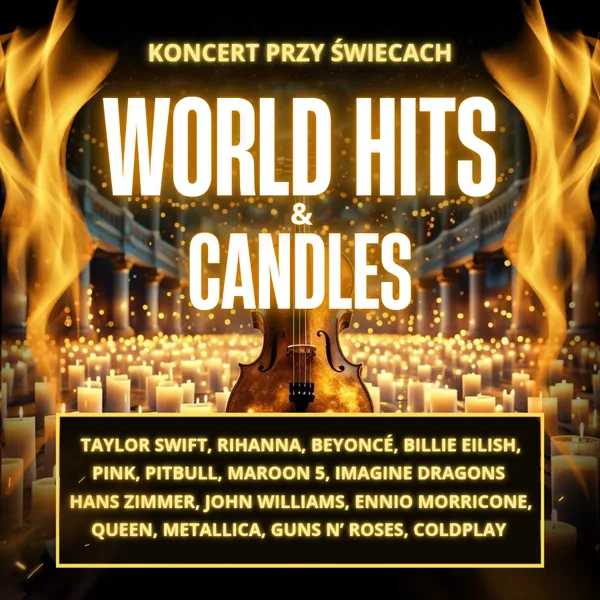 KONCERT PRZY ŚWIECACH
WORLD HITS
&
CANDLES
TAYLOR SWIFT, RIHANNA, BEYONCÉ, BILLIE EILISH,
PINK, PITBULL, MAROON 5, IMAGINE DRAGONS
HANS ZIMMER, JOHN WILLIAMS, ENNIO MORRICONE,
QUEEN, METALLICA, GUNS N’ ROSES, COLDPLAY